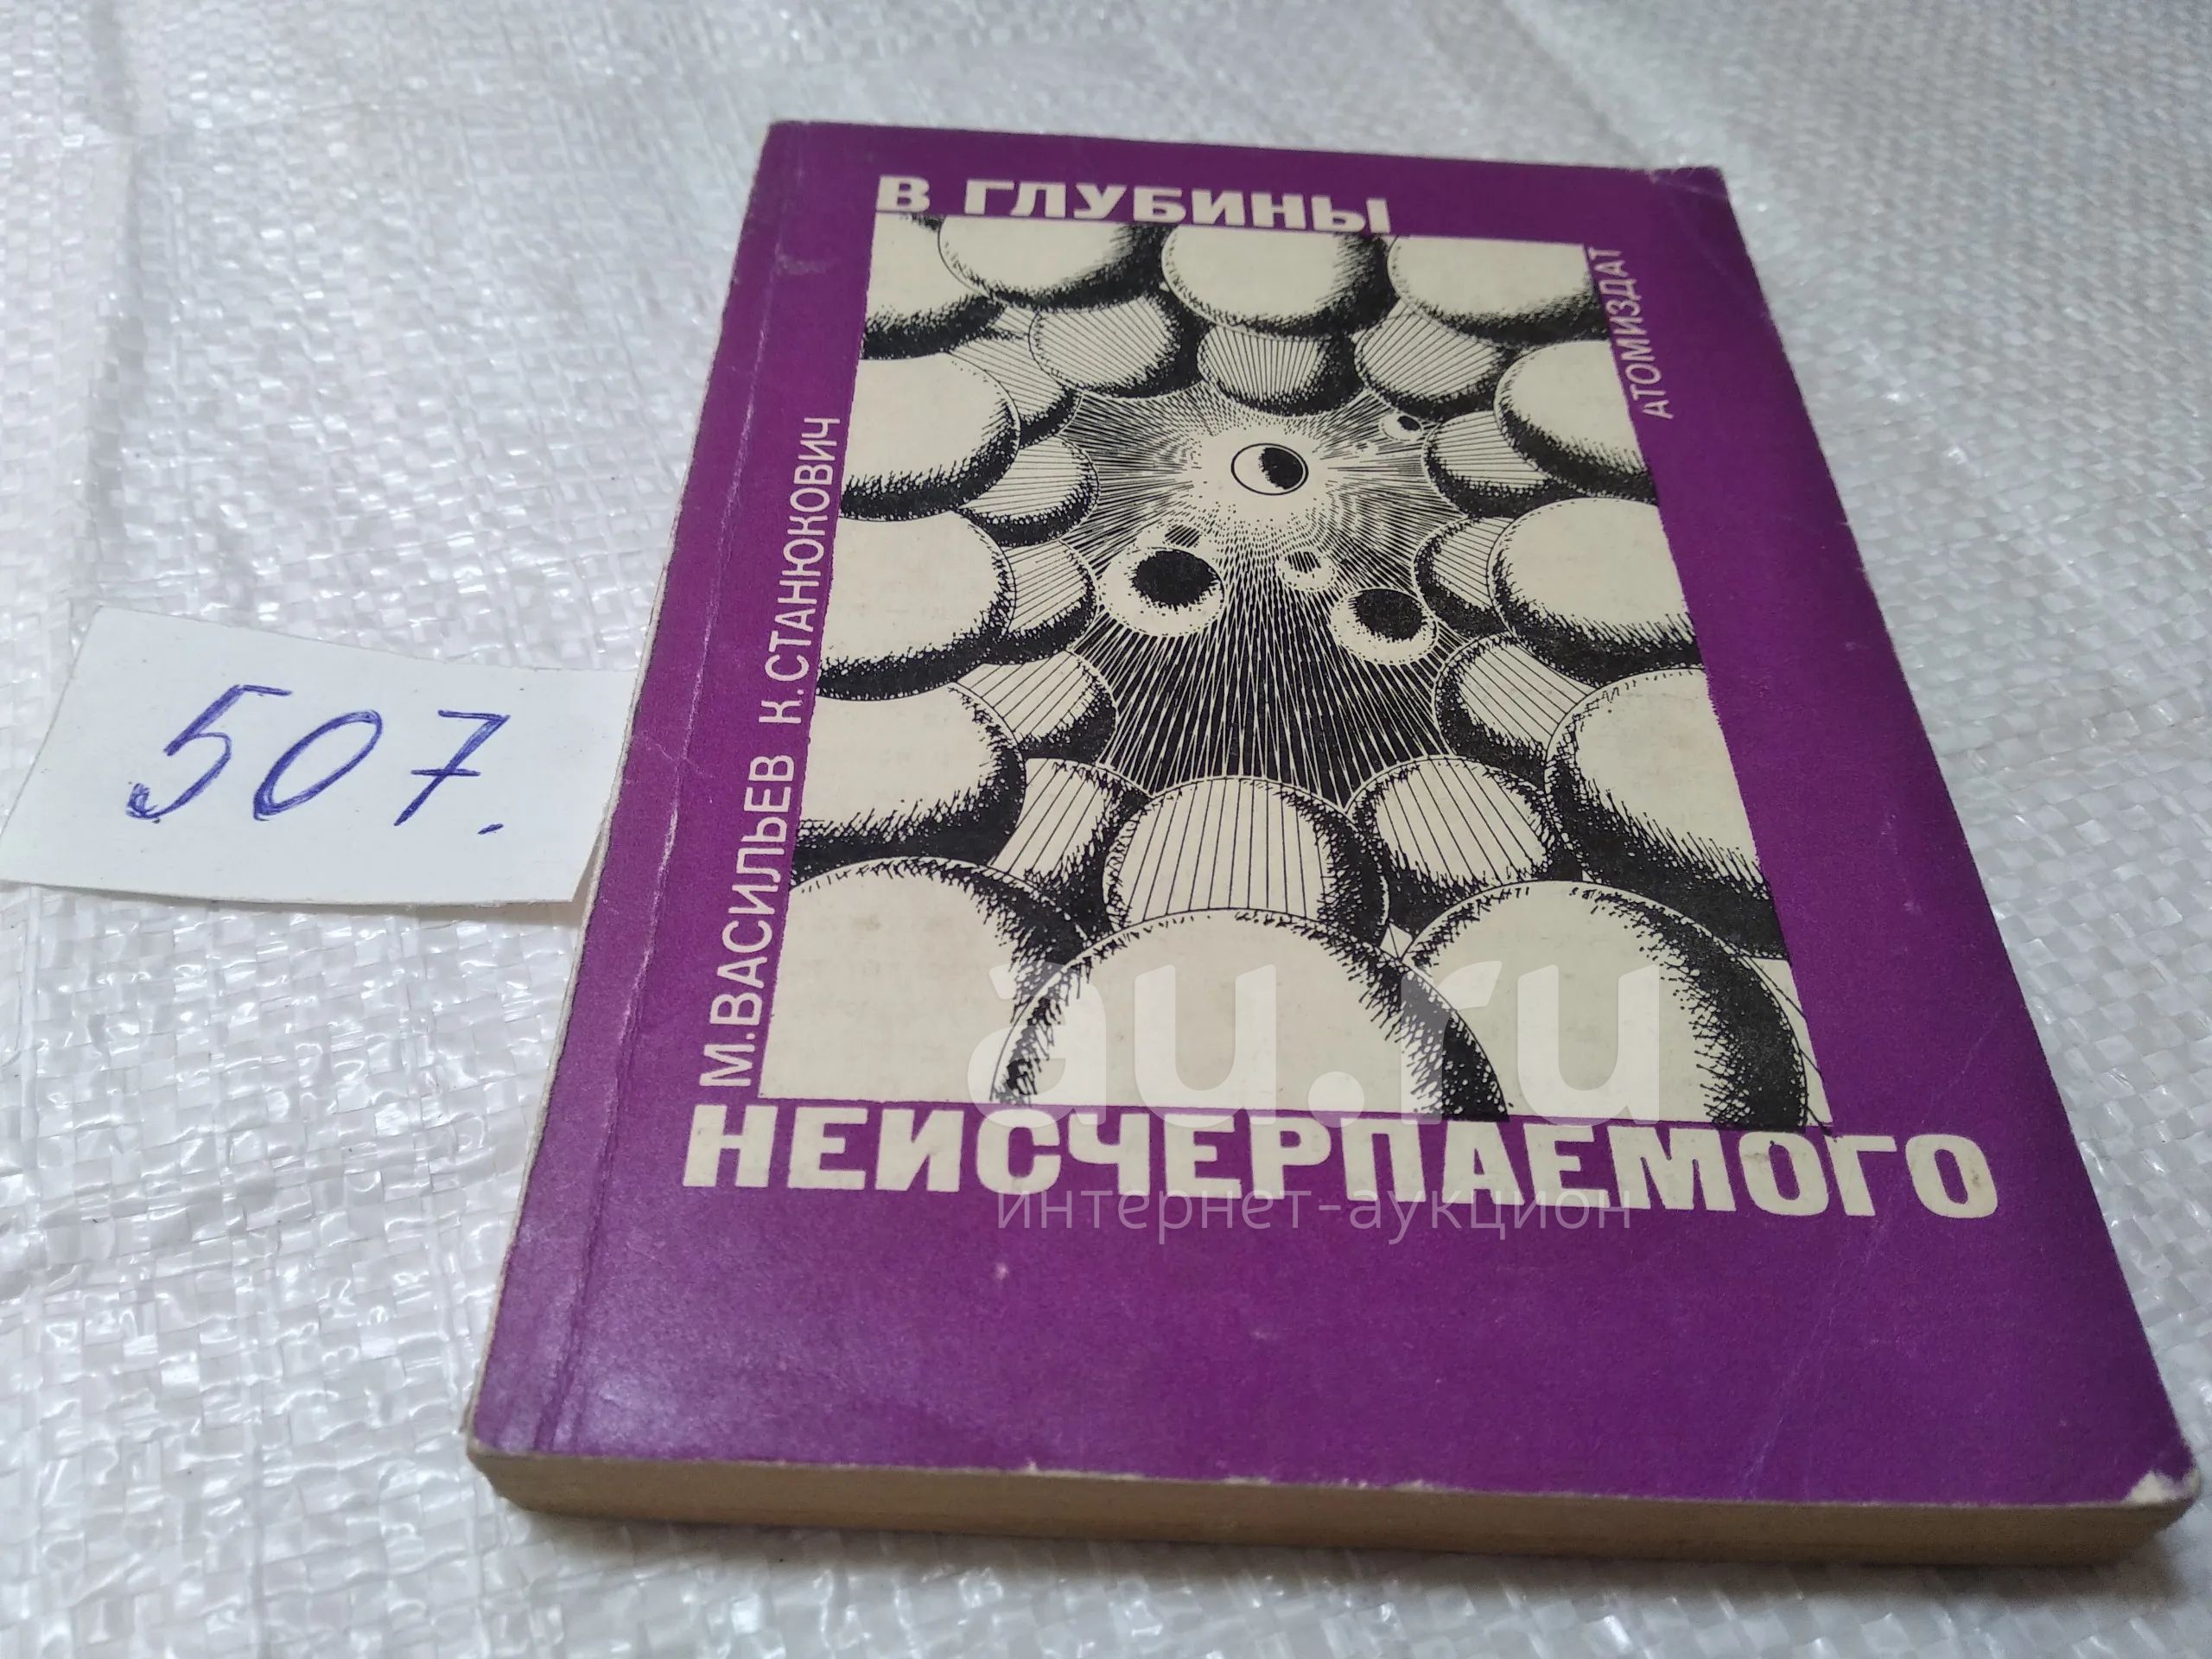 В ГЛУБИНЫ
АТОМИЗДАТ
М.ВАСИЛЬЕВ К.СТАНЮКОВИЧ
507.
au.ru
НЕИСЧЕРПАЕМОГО
интернет-аукцион